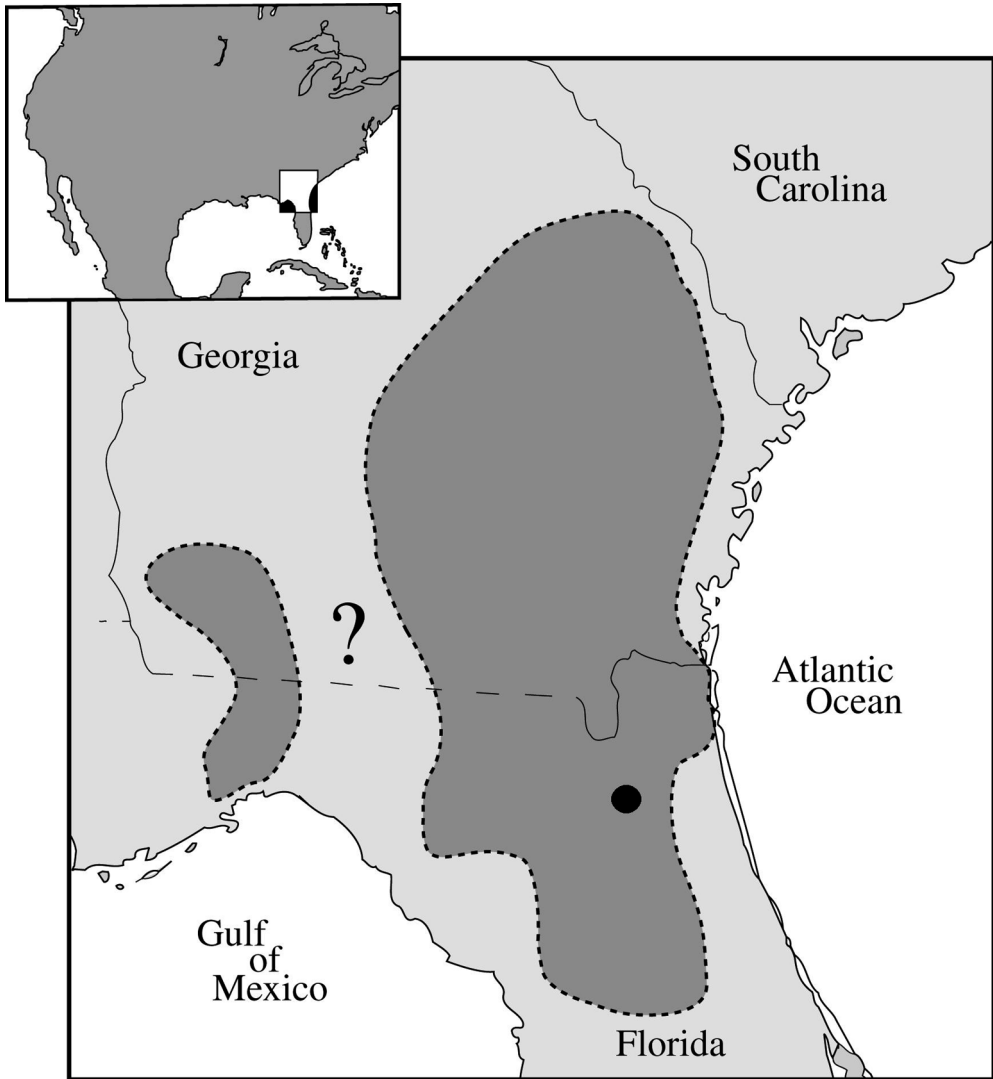 South
Carolina
Georgia
?
Atlantic
Ocean
Gulf
of
Mexico
Florida